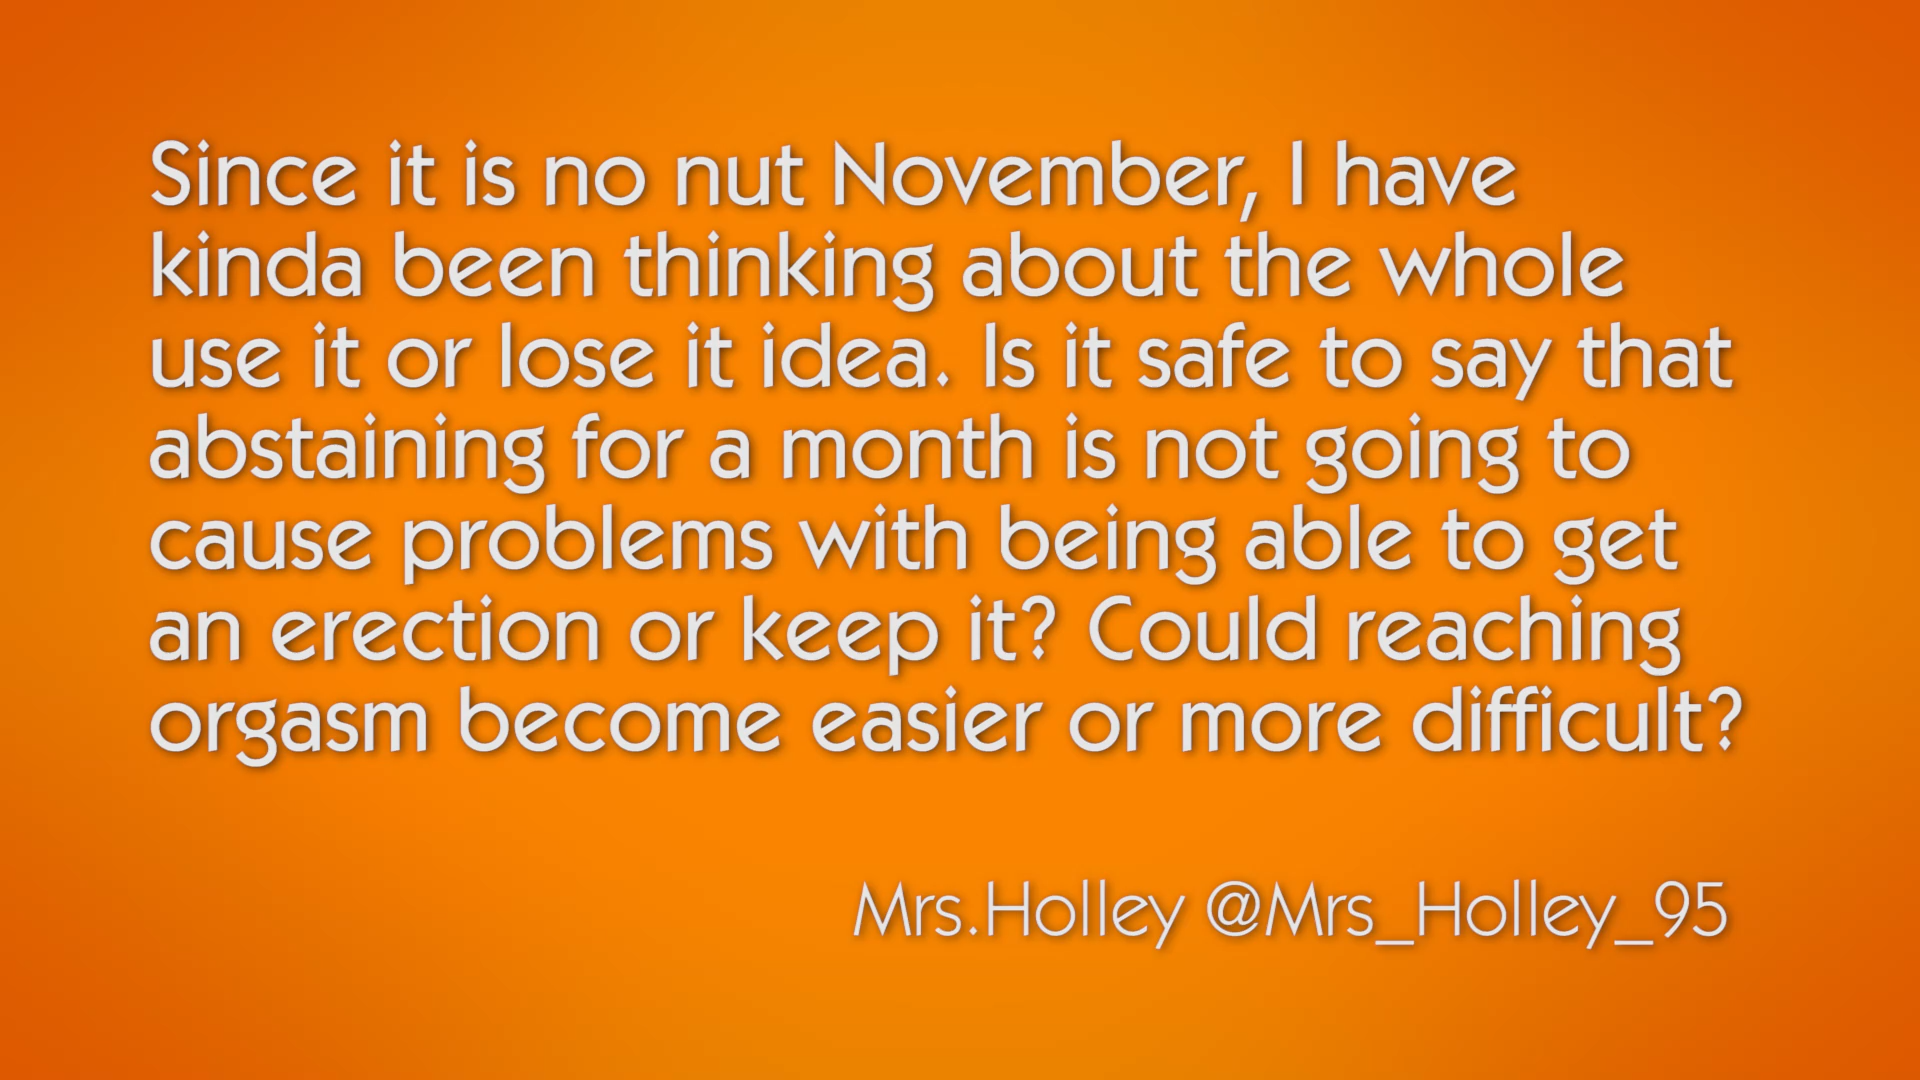 Since it is no nut November, I have
kinda been thinking about the whole
use it or lose it idea. Is it safe to say that
abstaining for a month is not going to
cause problems with being able to get
an erection or keep it? Could reaching
orgasm become easier or more difficult?
Mrs.Holley @Mrs_Holley_95